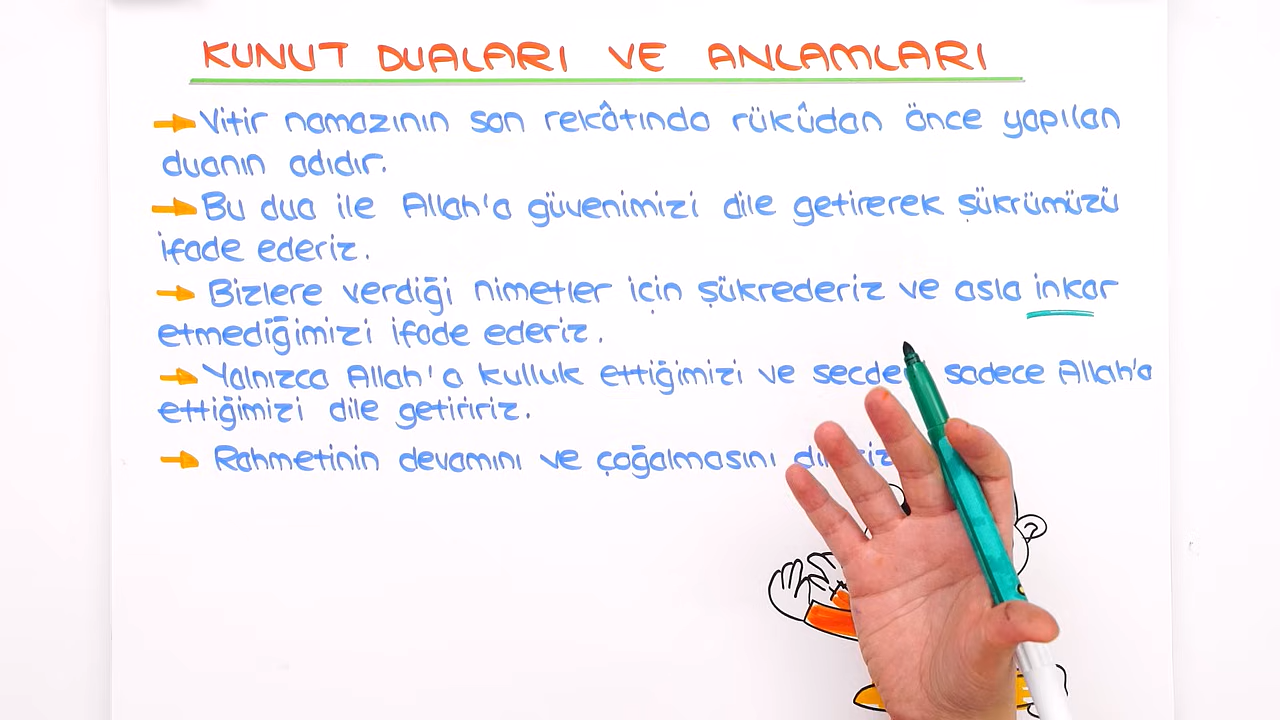 KUNUT DUALARI VE ANLAMLARI
→ Vitir namazının son rekâtında rükûdan önce yapılan
duanın adıdır.
→ Bu dua ile Allah'a güvenimizi dile getirerek şükrümüzü
ifade ederiz.
→ Bizlere verdiği nimetler için şükrederiz ve asla inkar
etmediğimizi ifade ederiz.
→ Yalnızca Allah'a kulluk ettiğimizi ve sadece Allah'a
ettiğimizi dile getiririz.
→ Rahmetinin devamını ve çoğalmasını